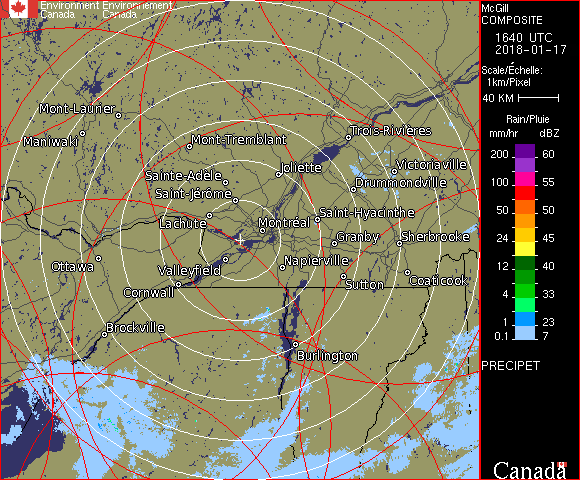 Environment Environnement
Canada Canada
McGill
COMPOSITE
1640 UTC
2018-01-17
Scale/Échelle:
1km/Pixel
40 KM
Rain/Pluie
mm/hr dBZ
200 60
100 55
50 50
24 45
12 40
4 33
1 23
0.1 7
PRECIPET
Canada
Mont-Laurier
Maniwaki
Mont-Tremblant
Trois-Rivières
Joliette
Victoriaville
Sainte-Adèle
Drummondville
Saint-Jérôme
Lachute
Montréal
Saint-Hyacinthe
Granby
Sherbrooke
Ottawa
Valleyfield
Napierville
Coaticook
Cornwall
Sutton
Brockville
Burlington